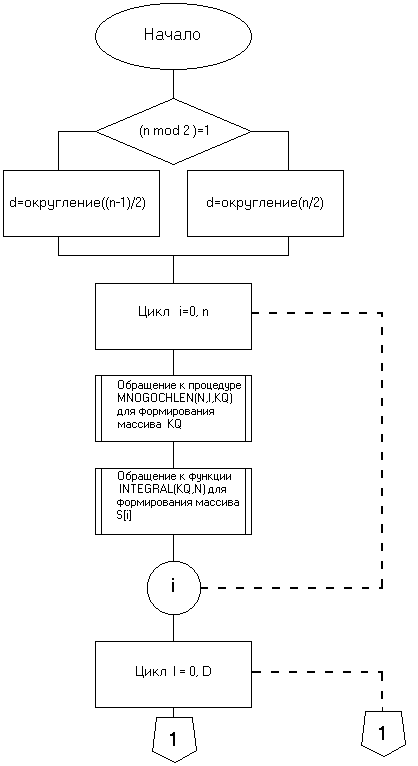 Начало
(n mod 2 )=1
d=округление((n-1)/2)
d=округление(n/2)
Цикл i=0, n
Обращение к процедуре
MNOGOCHLEN(N,I,KQ)
для формирования
массива KQ
Обращение к функции
INTEGRAL(KQ,N) для
формирования массива
S[i]
i
Цикл I = 0, D
1
1